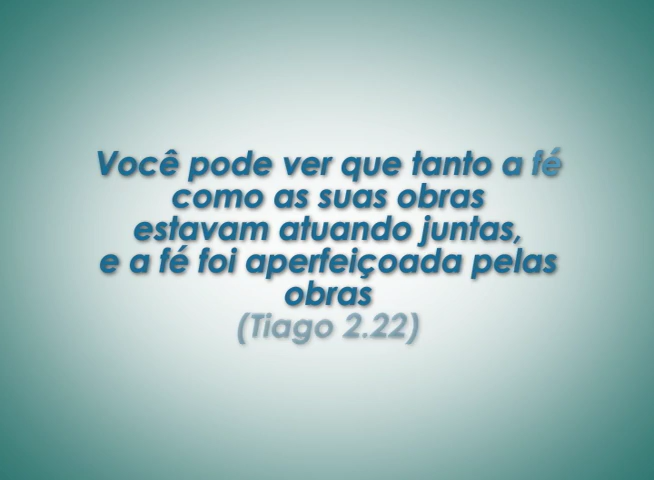 Você pode ver que tanto a fé
como as suas obras
estavam atuando juntas,
e a fé foi aperfeiçoada pelas
obras
(Tiago 2.22)